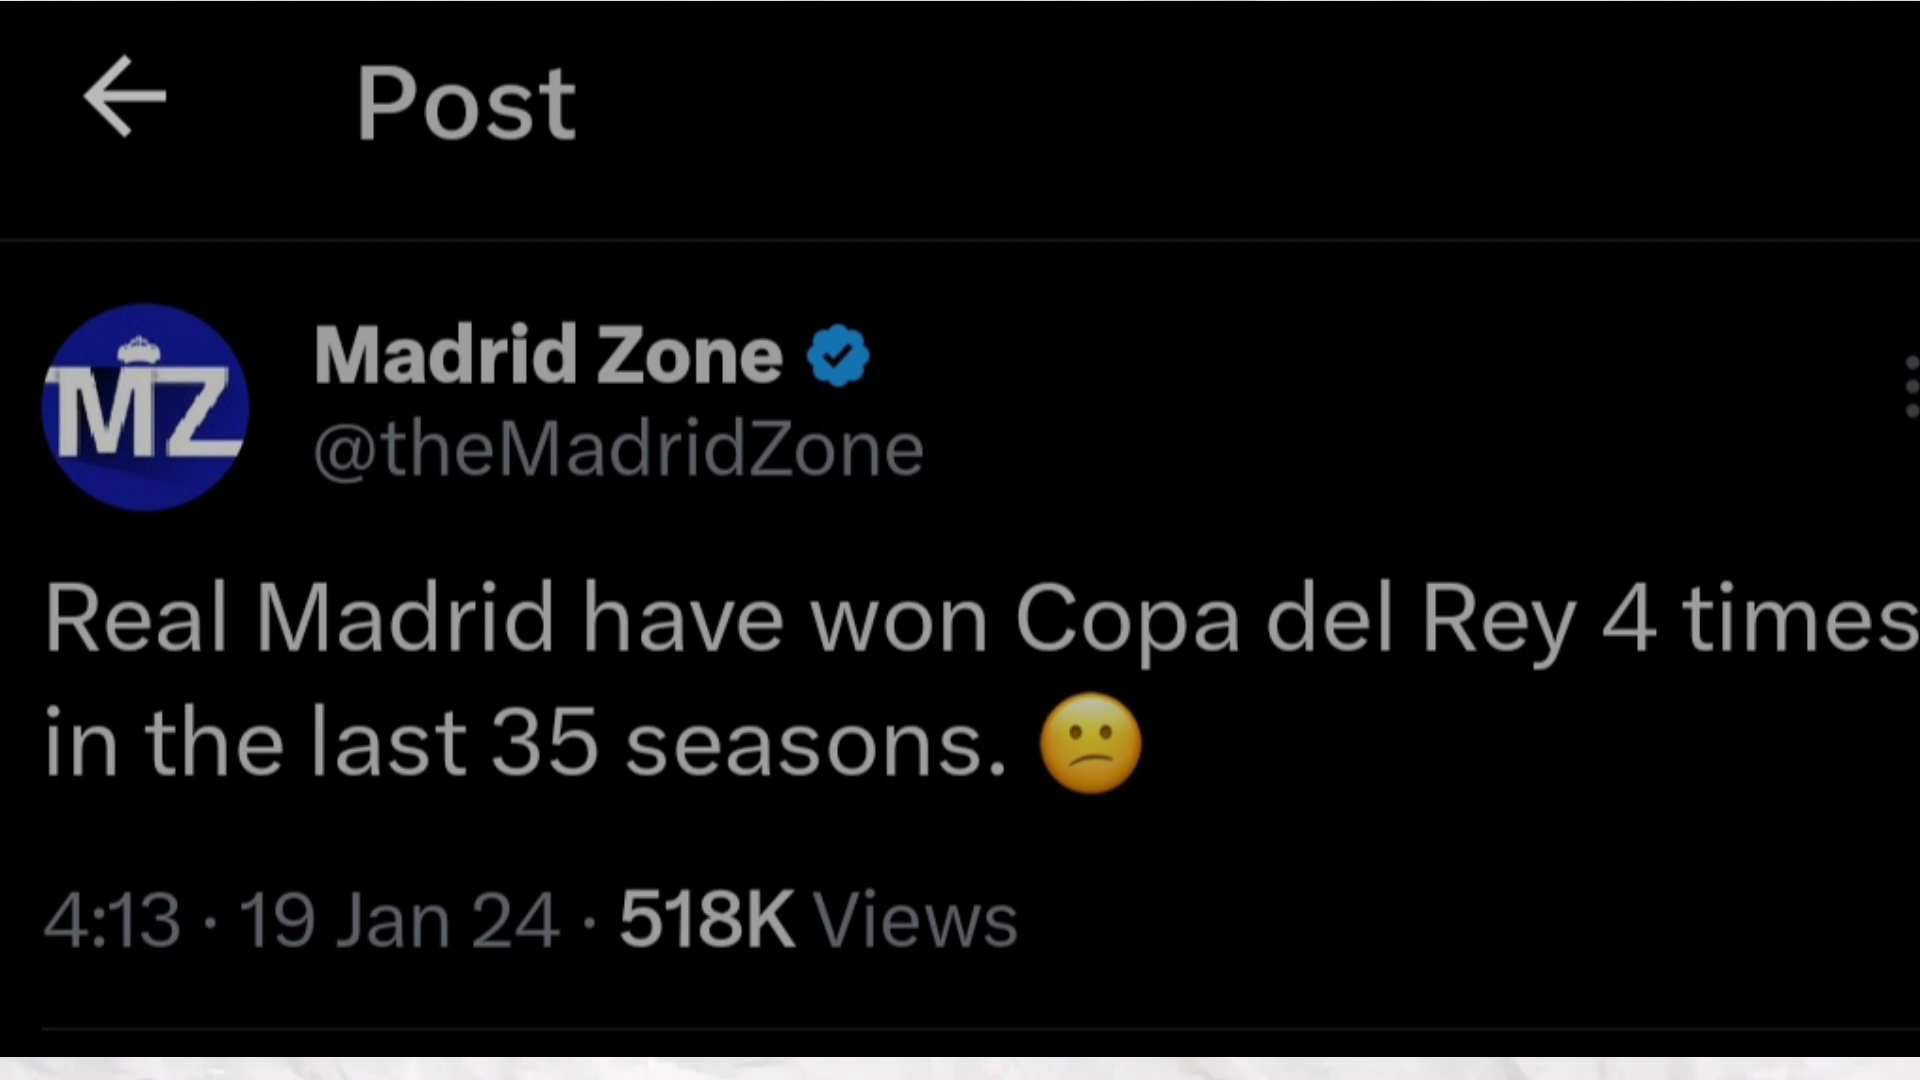 Post
MZ
Madrid Zone
@theMadridZone
Real Madrid have won Copa del Rey 4 times
in the last 35 seasons. 😕
4:13 · 19 Jan 24 · 518K Views